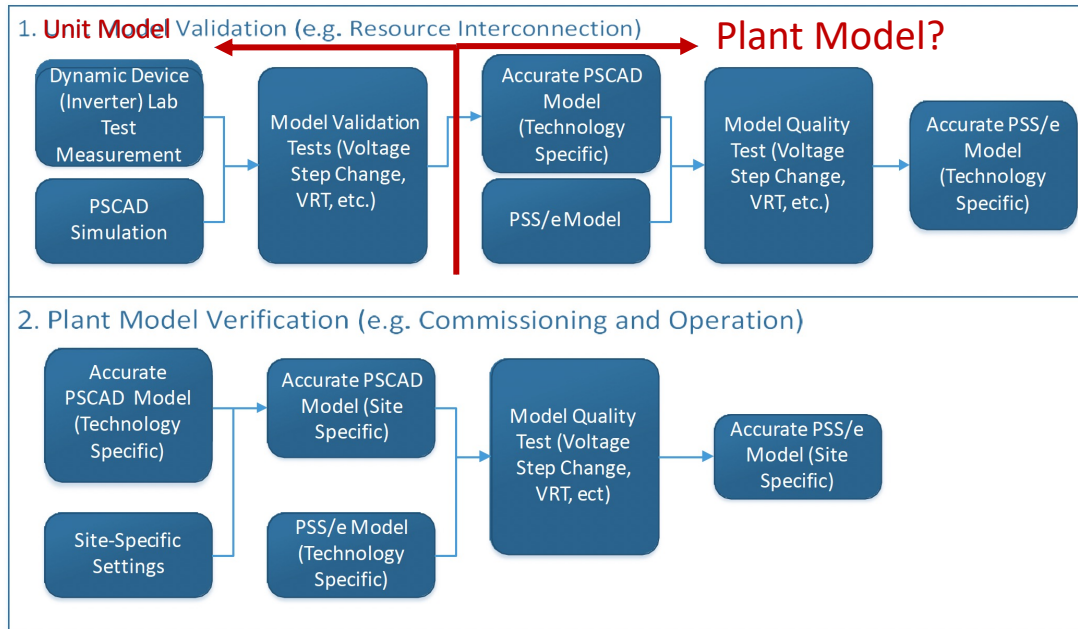 1. Unit Model Validation (e.g. Resource Interconnection)
Plant Model?
Dynamic Device
(Inverter) Lab
Test
Measurement
PSCAD
Simulation
Model Validation
Tests (Voltage
Step Change,
VRT, etc.)
Accurate PSCAD
Model
(Technology
Specific)
PSS/e Model
Model Quality
Test (Voltage
Step Change,
VRT, etc.)
Accurate PSS/e
Model
(Technology
Specific)
2. Plant Model Verification (e.g. Commissioning and Operation)
Accurate
PSCAD Model
(Technology
Specific)
Site-Specific
Settings
Accurate PSCAD
Model (Site
Specific)
PSS/e Model
(Technology
Specific)
Model Quality
Test (Voltage
Step Change,
VRT, ect)
Accurate PSS/e
Model (Site
Specific)